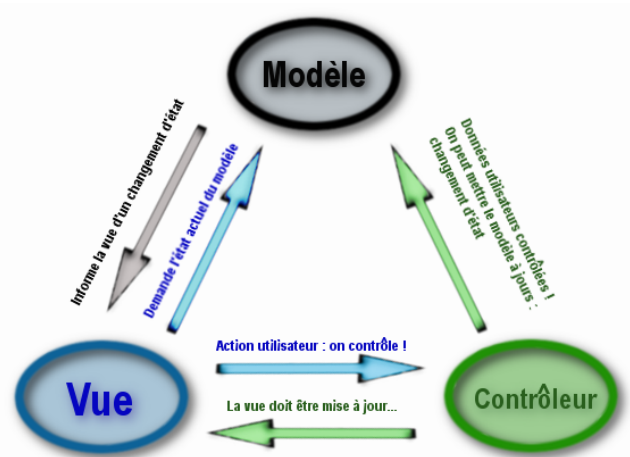 Modèle
Informe la vue d'un changement d'état
Demande l'état actuel du modèle
Données utilisateurs contrôlées !
On peut mettre le modèle à jours :
changement d'état
Action utilisateur : on contrôle !
Vue
Contrôleur
La vue doit être mise à jour...